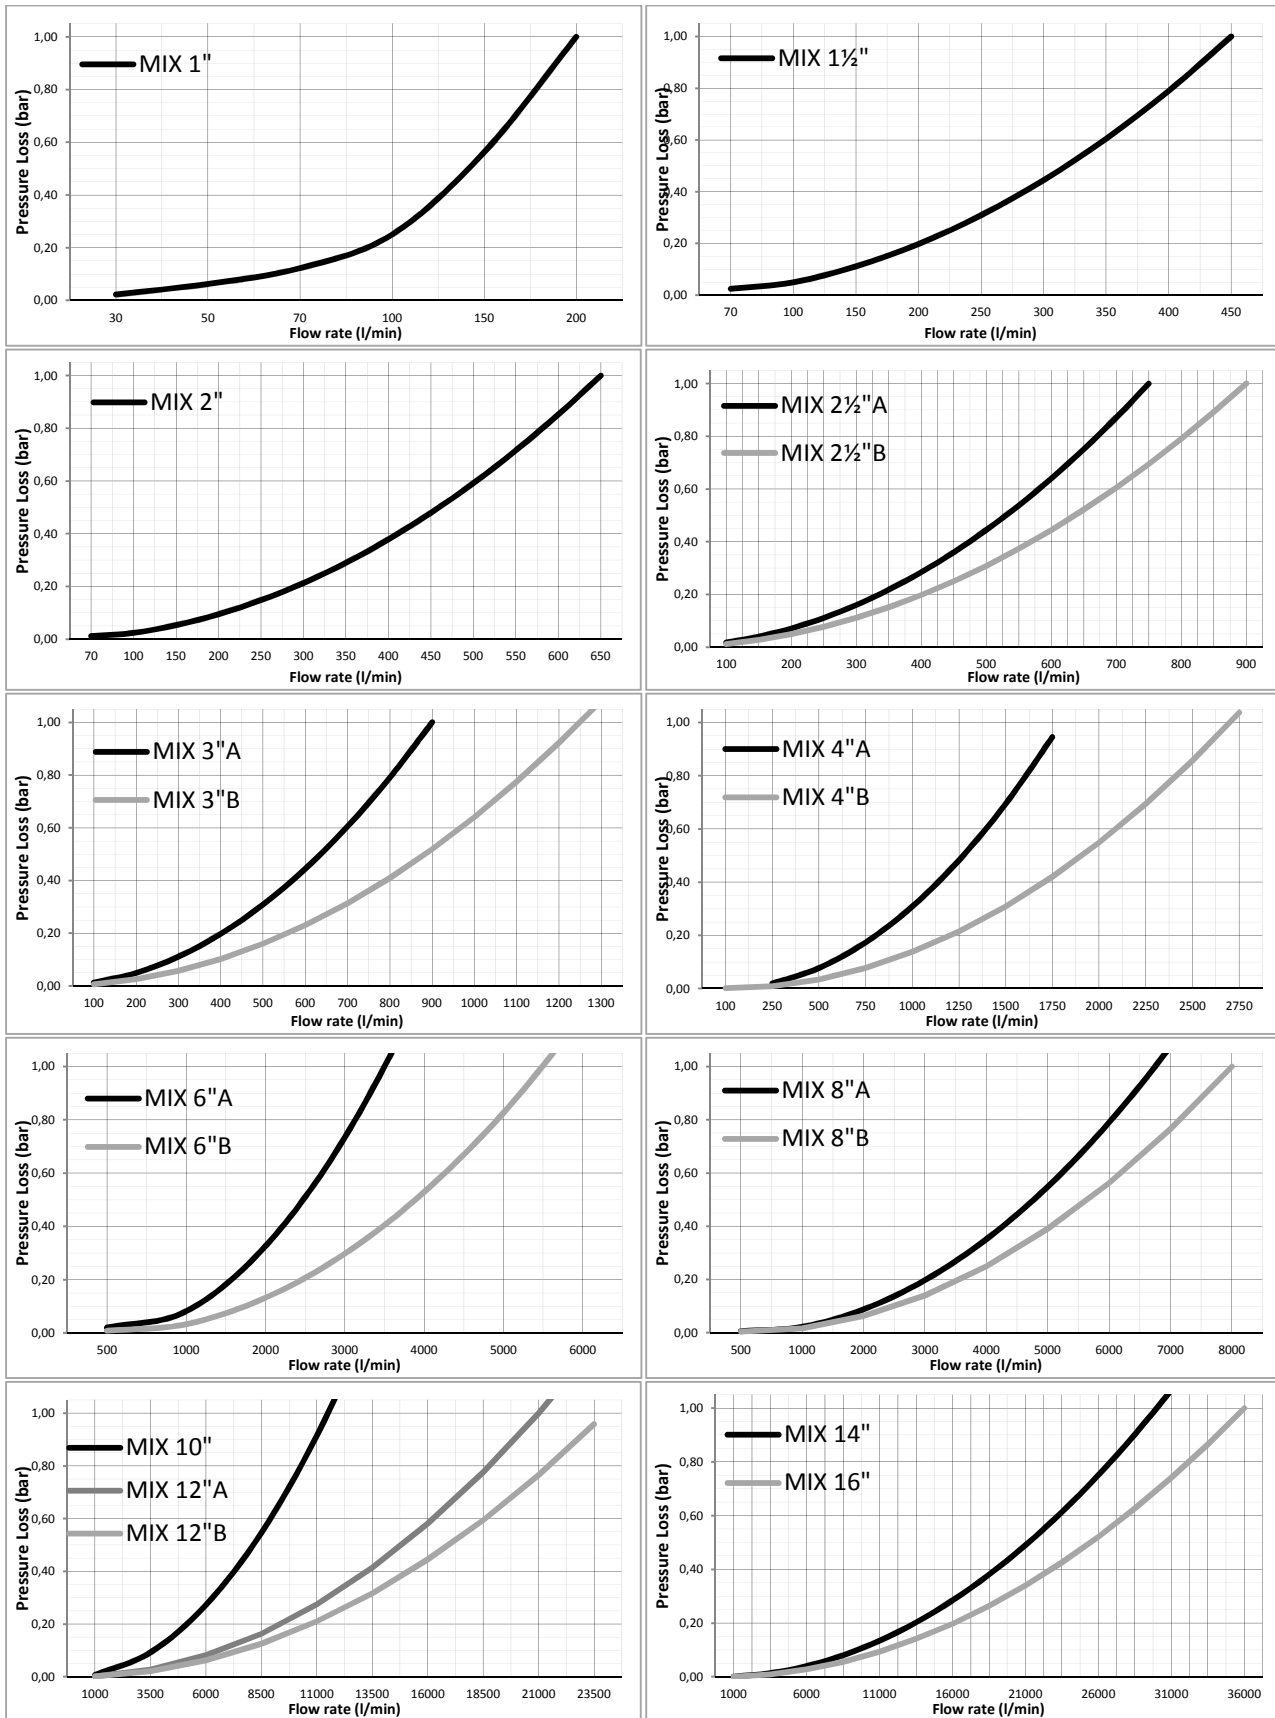 MIX 1"
Pressure Loss (bar)
1,00
0,80
0,60
0,40
0,20
0,00
30 50 70 100 150 200
Flow rate (l/min)
MIX 1½"
Pressure Loss (bar)
1,00
0,80
0,60
0,40
0,20
0,00
70 100 150 200 250 300 350 400 450
Flow rate (l/min)
MIX 2"
Pressure Loss (bar)
1,00
0,80
0,60
0,40
0,20
0,00
70 100 150 200 250 300 350 400 450 500 550 600 650
Flow rate (l/min)
MIX 2½"A
MIX 2½"B
Pressure Loss (bar)
1,00
0,80
0,60
0,40
0,20
0,00
100 200 300 400 500 600 700 800 900
Flow rate (l/min)
MIX 3"A
MIX 3"B
Pressure Loss (bar)
1,00
0,80
0,60
0,40
0,20
0,00
100 200 300 400 500 600 700 800 900 1000 1100 1200 1300
Flow rate (l/min)
MIX 4"A
MIX 4"B
Pressure Loss (bar)
1,00
0,80
0,60
0,40
0,20
0,00
100 250 500 750 1000 1250 1500 1750 2000 2250 2500 2750
Flow rate (l/min)
MIX 6"A
MIX 6"B
Pressure Loss (bar)
1,00
0,80
0,60
0,40
0,20
0,00
500 1000 2000 3000 4000 5000 6000
Flow rate (l/min)
MIX 8"A
MIX 8"B
Pressure Loss (bar)
1,00
0,80
0,60
0,40
0,20
0,00
500 1000 2000 3000 4000 5000 6000 7000 8000
Flow rate (l/min)
MIX 10"
MIX 12"A
MIX 12"B
Pressure Loss (bar)
1,00
0,80
0,60
0,40
0,20
0,00
1000 3500 6000 8500 11000 13500 16000 18500 21000 23500
Flow rate (l/min)
MIX 14"
MIX 16"
Pressure Loss (bar)
1,00
0,80
0,60
0,40
0,20
0,00
1000 6000 11000 16000 21000 26000 31000 36000
Flow rate (l/min)